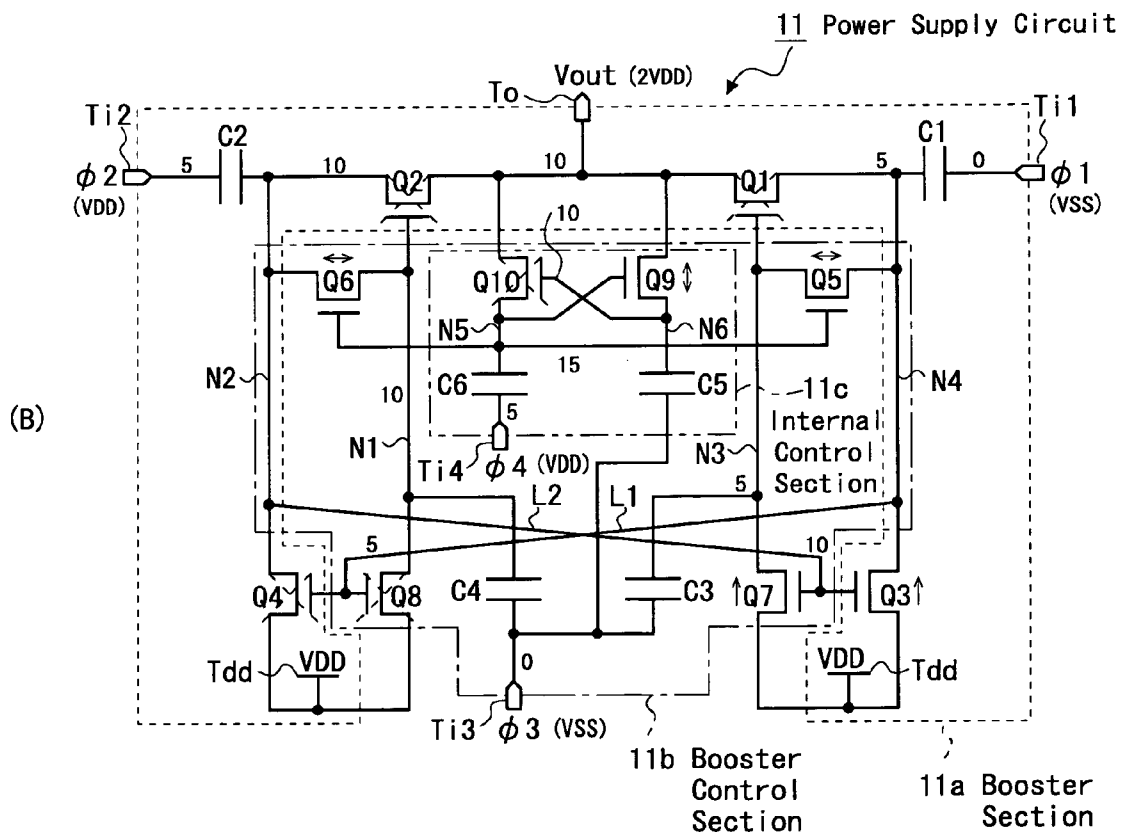 11 Power Supply Circuit
Vout (2VDD)
To
Ti2
C2
C1
Ti1
5
10
Q2
10
Q1
5
0
φ2
(VDD)
φ1
(VSS)
10
Q6
Q10
Q9
Q5
N5
N6
15
N2
10
C6
C5
11c
Internal
Control
Section
N4
(B)
5
N1
Ti4
φ4 (VDD)
N3
5
L2
L1
5
10
Q4
Q8
C4
C3
Q7
Q3
Tdd
VDD
0
VDD
Tdd
Ti3
φ3 (VSS)
11b Booster
Control
Section
11a Booster
Section